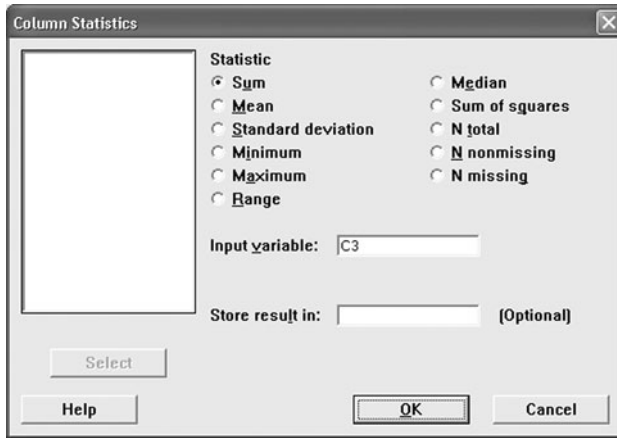 Column Statistics
Statistic
Sum
Mean
Standard deviation
Minimum
Maximum
Range
Median
Sum of squares
N total
N nonmissing
N missing
Input variable: C3
Store result in: (Optional)
Select
Help OK Cancel